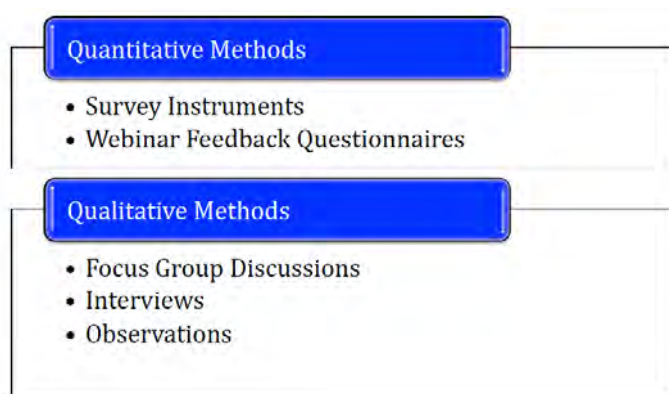 Quantitative Methods
• Survey Instruments
• Webinar Feedback Questionnaires
Qualitative Methods
• Focus Group Discussions
• Interviews
• Observations